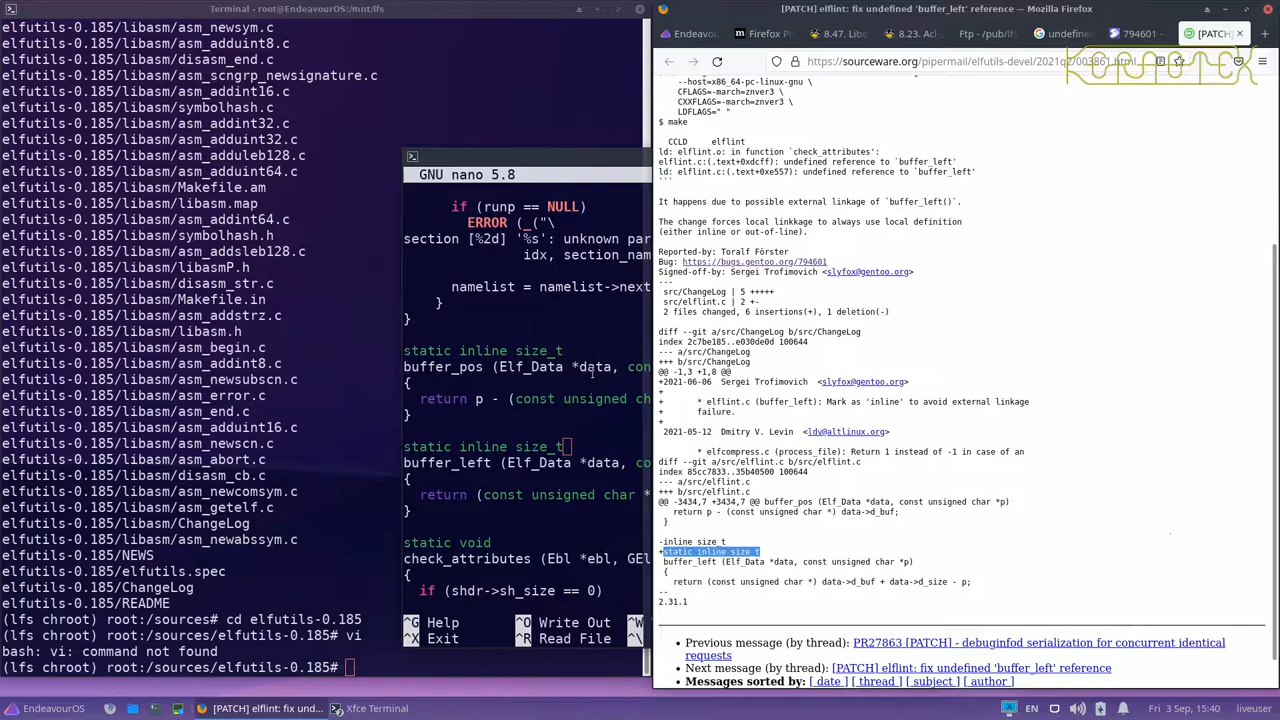 Terminal - root@EndeavourOS:/mnt/lfs
elfutils-0.185/libasm/asm_newsym.c
elfutils-0.185/libasm/asm_adduint8.c
elfutils-0.185/libasm/disasm_end.c
elfutils-0.185/libasm/asm_scngrp_newsignature.c
elfutils-0.185/libasm/asm_addint16.c
elfutils-0.185/libasm/symbolhash.c
elfutils-0.185/libasm/asm_addint32.c
elfutils-0.185/libasm/asm_adduint32.c
elfutils-0.185/libasm/asm_adduleb128.c
elfutils-0.185/libasm/asm_adduint64.c
elfutils-0.185/libasm/Makefile.am
elfutils-0.185/libasm/libasm.map
elfutils-0.185/libasm/asm_addint64.c
elfutils-0.185/libasm/symbolhash.h
elfutils-0.185/libasm/asm_addsleb128.c
elfutils-0.185/libasm/libasmP.h
elfutils-0.185/libasm/disasm_str.c
elfutils-0.185/libasm/Makefile.in
elfutils-0.185/libasm/asm_addstrz.c
elfutils-0.185/libasm/libasm.h
elfutils-0.185/libasm/asm_begin.c
elfutils-0.185/libasm/asm_addint8.c
elfutils-0.185/libasm/asm_newsubscn.c
elfutils-0.185/libasm/asm_error.c
elfutils-0.185/libasm/asm_end.c
elfutils-0.185/libasm/asm_adduint16.c
elfutils-0.185/libasm/asm_newscn.c
elfutils-0.185/libasm/asm_abort.c
elfutils-0.185/libasm/disasm_cb.c
elfutils-0.185/libasm/asm_newcomsym.c
elfutils-0.185/libasm/asm_getelf.c
elfutils-0.185/libasm/ChangeLog
elfutils-0.185/libasm/asm_newabssym.c
elfutils-0.185/NEWS
elfutils-0.185/elfutils.spec
elfutils-0.185/ChangeLog
elfutils-0.185/README
(lfs chroot) root:/sources# cd elfutils-0.185
(lfs chroot) root:/sources/elfutils-0.185# vi
bash: vi: command not found
(lfs chroot) root:/sources/elfutils-0.185#
GNU nano 5.8
if (runp == NULL)
ERROR (_("\
section [%2d] '%s': unknown par
idx, section_nam
namelist = namelist->next
}
}
static inline size_t
buffer_pos (Elf_Data *data, con
{
return p - (const unsigned ch
}
static inline size_t
buffer_left (Elf_Data *data, co
{
return (const unsigned char *
}
static void
check_attributes (Ebl *ebl, GEl
{
if (shdr->sh_size == 0)
^G Help ^O Write Out ^W
^X Exit ^R Read File ^\
[PATCH] elflint: fix undefined 'buffer_left' reference — Mozilla Firefox
Endeavou Firefox Pr 8.47. Lib 8.23. Acl Ftp - /pub/lfs undefine 794601 - [PATCH]
https://sourceware.org/pipermail/elfutils-devel/2021q2/003861.html
KONOTEX
--host=x86_64-pc-linux-gnu \
CFLAGS=-march=znver3 \
CXXFLAGS=-march=znver3 \
LDFLAGS=" "
$ make
CCLD elflint
ld: elflint.o: in function `check_attributes':
elflint.c:(.text+0xdcff): undefined reference to `buffer_left'
ld: elflint.c:(.text+0xe557): undefined reference to `buffer_left'
```
It happens due to possible external linkage of `buffer_left()`.
The change forces local linkkage to always use local definition
(either inline or out-of-line).
Reported-by: Toralf Förster
Bug: https://bugs.gentoo.org/794601
Signed-off-by: Sergei Trofimovich <slyfox@gentoo.org>
---
src/ChangeLog | 5 +++++
src/elflint.c | 2 +-
2 files changed, 6 insertions(+), 1 deletion(-)
diff --git a/src/ChangeLog b/src/ChangeLog
index 2c7be185..e030de0d 100644
--- a/src/ChangeLog
+++ b/src/ChangeLog
@@ -1,3 +1,8 @@
+2021-06-06 Sergei Trofimovich <slyfox@gentoo.org>
+
+ * elflint.c (buffer_left): Mark as 'inline' to avoid external linkage
+ failure.
+
2021-05-12 Dmitry V. Levin <ldv@altlinux.org>
* elfcompress.c (process_file): Return 1 instead of -1 in case of an
diff --git a/src/elflint.c b/src/elflint.c
index 85cc7833..35b40500 100644
--- a/src/elflint.c
+++ b/src/elflint.c
@@ -3434,7 +3434,7 @@ buffer_pos (Elf_Data *data, const unsigned char *p)
return p - (const unsigned char *) data->d_buf;
}
-inline size_t
+static inline size_t
buffer_left (Elf_Data *data, const unsigned char *p)
{
return (const unsigned char *) data->d_buf + data->d_size - p;
--
2.31.1
Previous message (by thread): PR27863 [PATCH] - debuginfod serialization for concurrent identical
requests
Next message (by thread): [PATCH] elflint: fix undefined 'buffer_left' reference
Messages sorted by: [ date ] [ thread ] [ subject ] [ author ]
EndeavourOS [PATCH] elflint: fix und... Xfce Terminal EN Fri 3 Sep, 15:40 liveuser